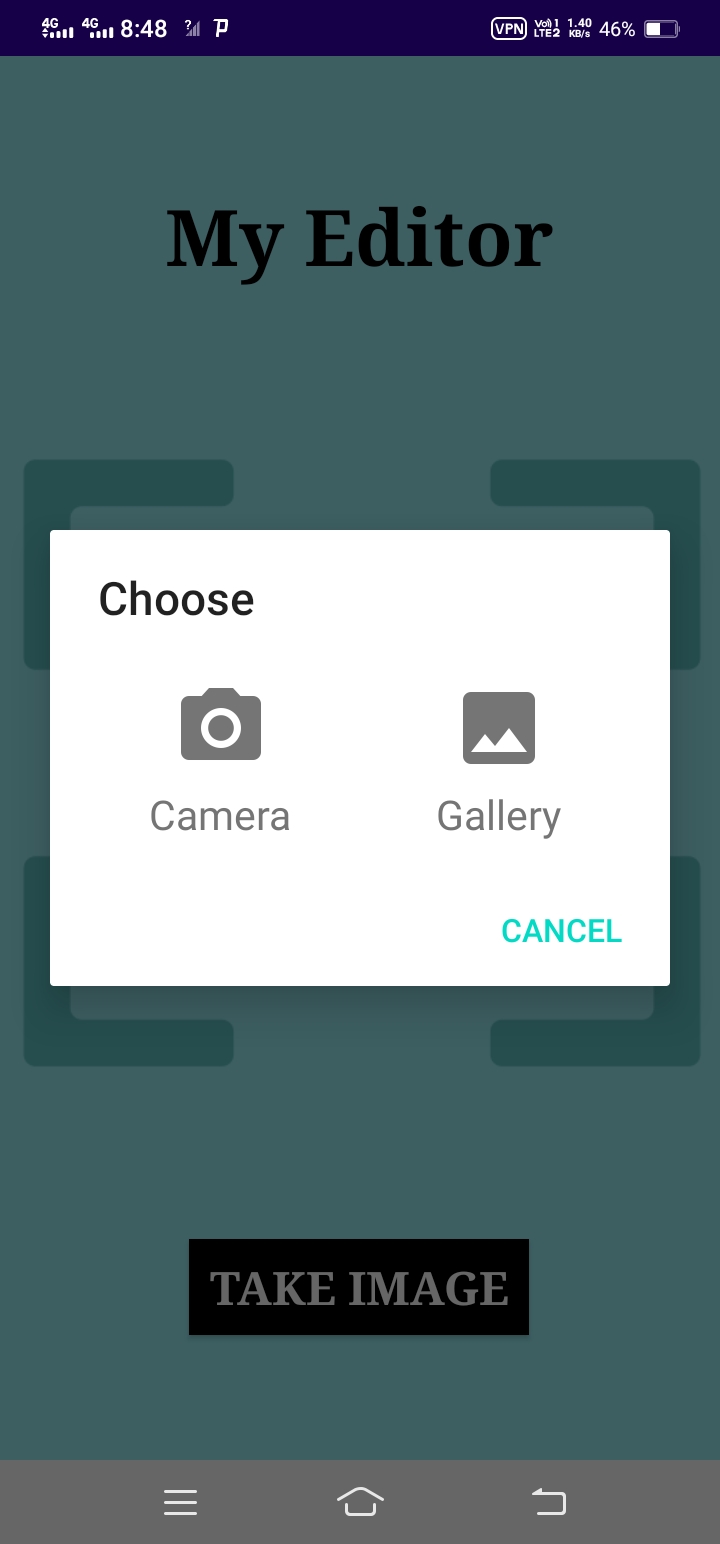 4G 4G 8:48 ? P VPN Vo)) 1 LTE2 1.40 KB/s 46%
My Editor
Choose
Camera Gallery
CANCEL
TAKE IMAGE